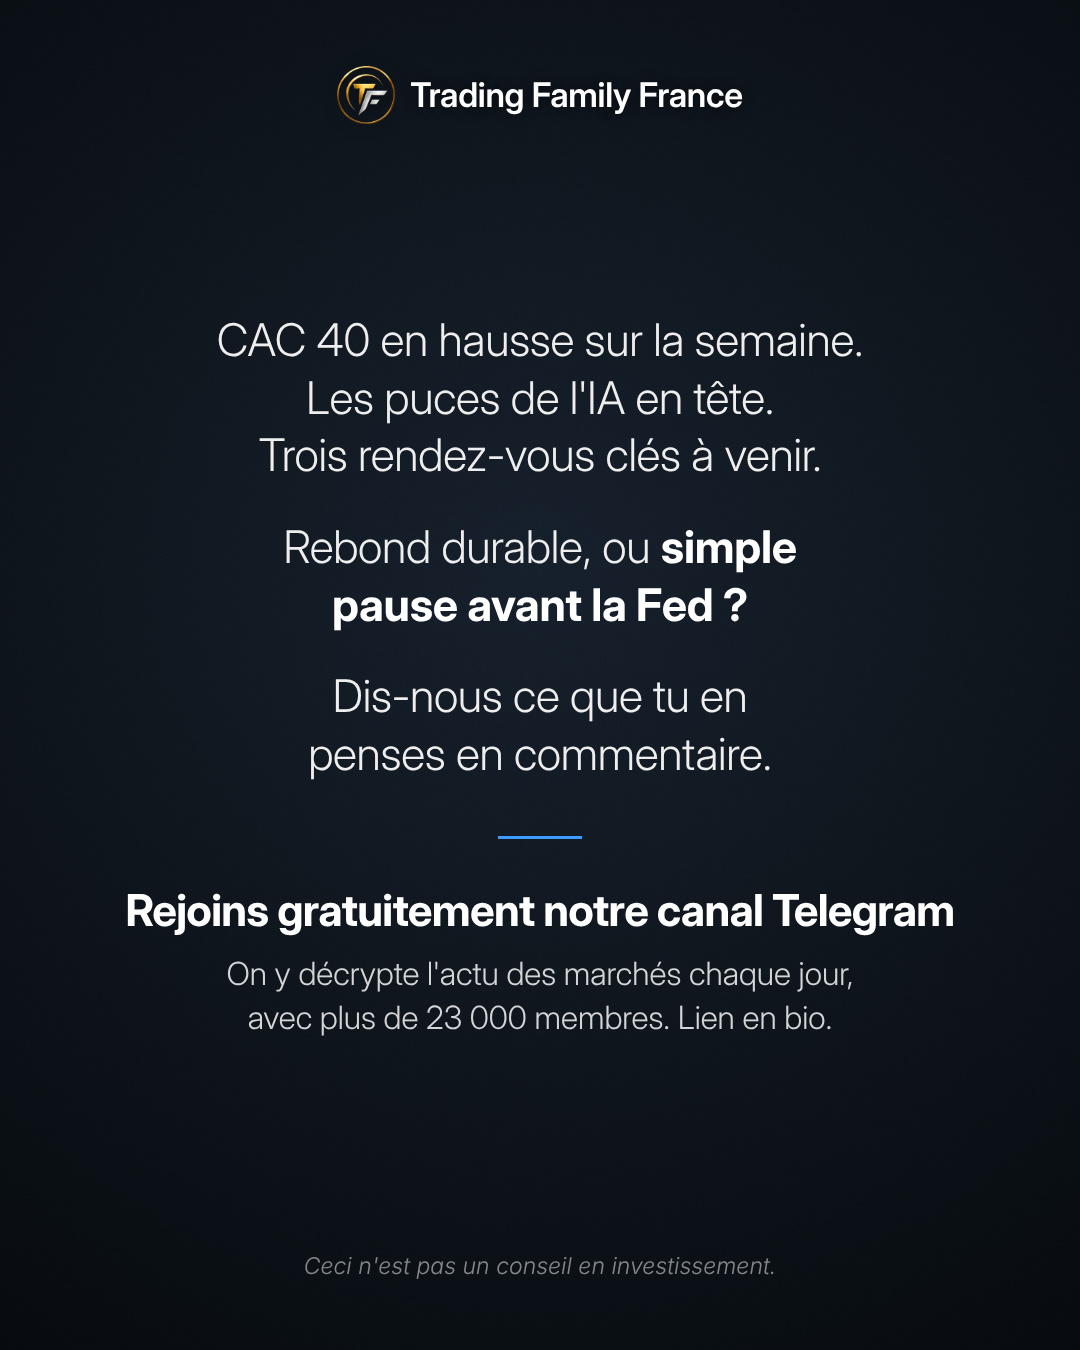 TF Trading Family France
CAC 40 en hausse sur la semaine.
Les puces de l'IA en tête.
Trois rendez-vous clés à venir.
Rebond durable, ou simple
pause avant la Fed ?
Dis-nous ce que tu en
penses en commentaire.
Rejoins gratuitement notre canal Telegram
On y décrypte l'actu des marchés chaque jour,
avec plus de 23 000 membres. Lien en bio.
Ceci n'est pas un conseil en investissement.